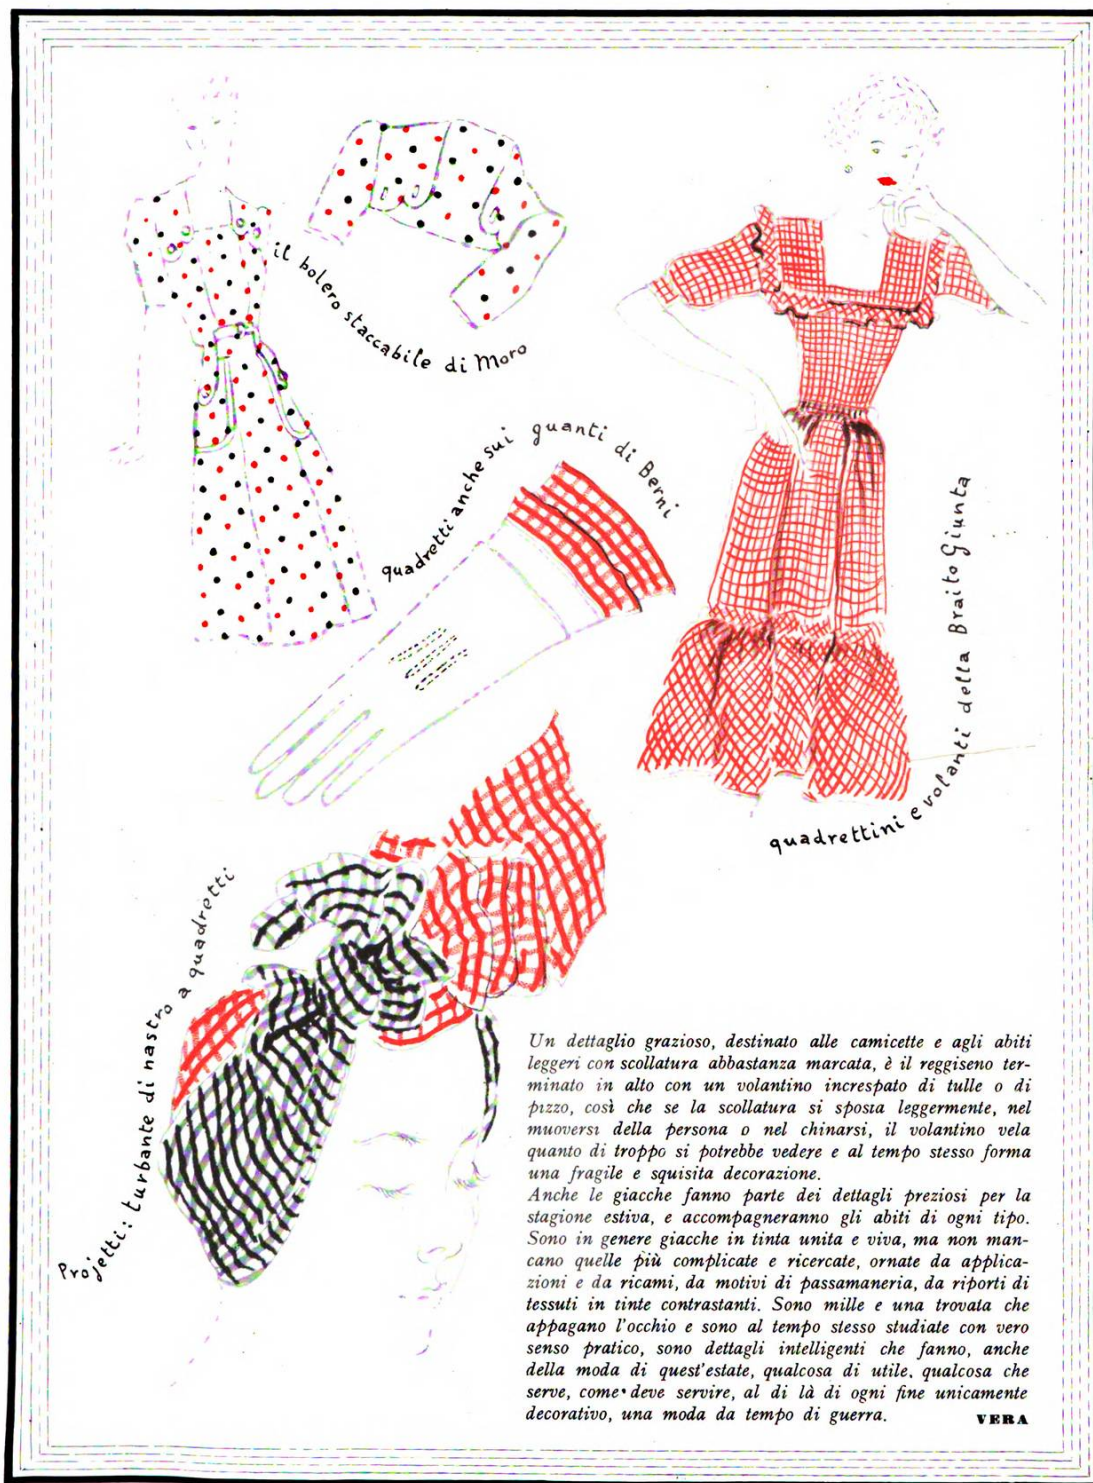 il bolero staccabile di Moro
quadretti anche sui guanti di Berni
quadrettini e volanti della Braito Giunta
Projetti: turbante di nastro a quadretti
Un dettaglio grazioso, destinato alle camicette e agli abiti
leggeri con scollatura abbastanza marcata, è il reggiseno ter-
minato in alto con un volantino increspato di tulle o di
pizzo, così che se la scollatura si sposta leggermente, nel
muoversi della persona o nel chinarsi, il volantino vela
quanto di troppo si potrebbe vedere e al tempo stesso forma
una fragile e squisita decorazione.
Anche le giacche fanno parte dei dettagli preziosi per la
stagione estiva, e accompagneranno gli abiti di ogni tipo.
Sono in genere giacche in tinta unita e viva, ma non man-
cano quelle più complicate e ricercate, ornate da applica-
zioni e da ricami, da motivi di passamaneria, da riporti di
tessuti in tinte contrastanti. Sono mille e una trovata che
appagano l'occhio e sono al tempo stesso studiate con vero
senso pratico, sono dettagli intelligenti che fanno, anche
della moda di quest'estate, qualcosa di utile, qualcosa che
serve, come deve servire, al di là di ogni fine unicamente
decorativo, una moda da tempo di guerra.
VERA